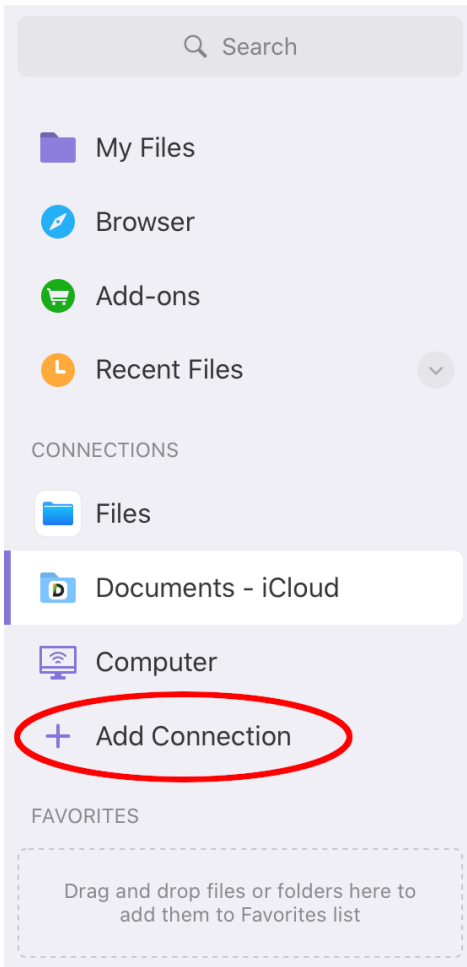 Search
My Files
Browser
Add-ons
Recent Files
CONNECTIONS
Files
D
Documents - iCloud
Computer
Add Connection
FAVORITES
Drag and drop files or folders here to
add them to Favorites list